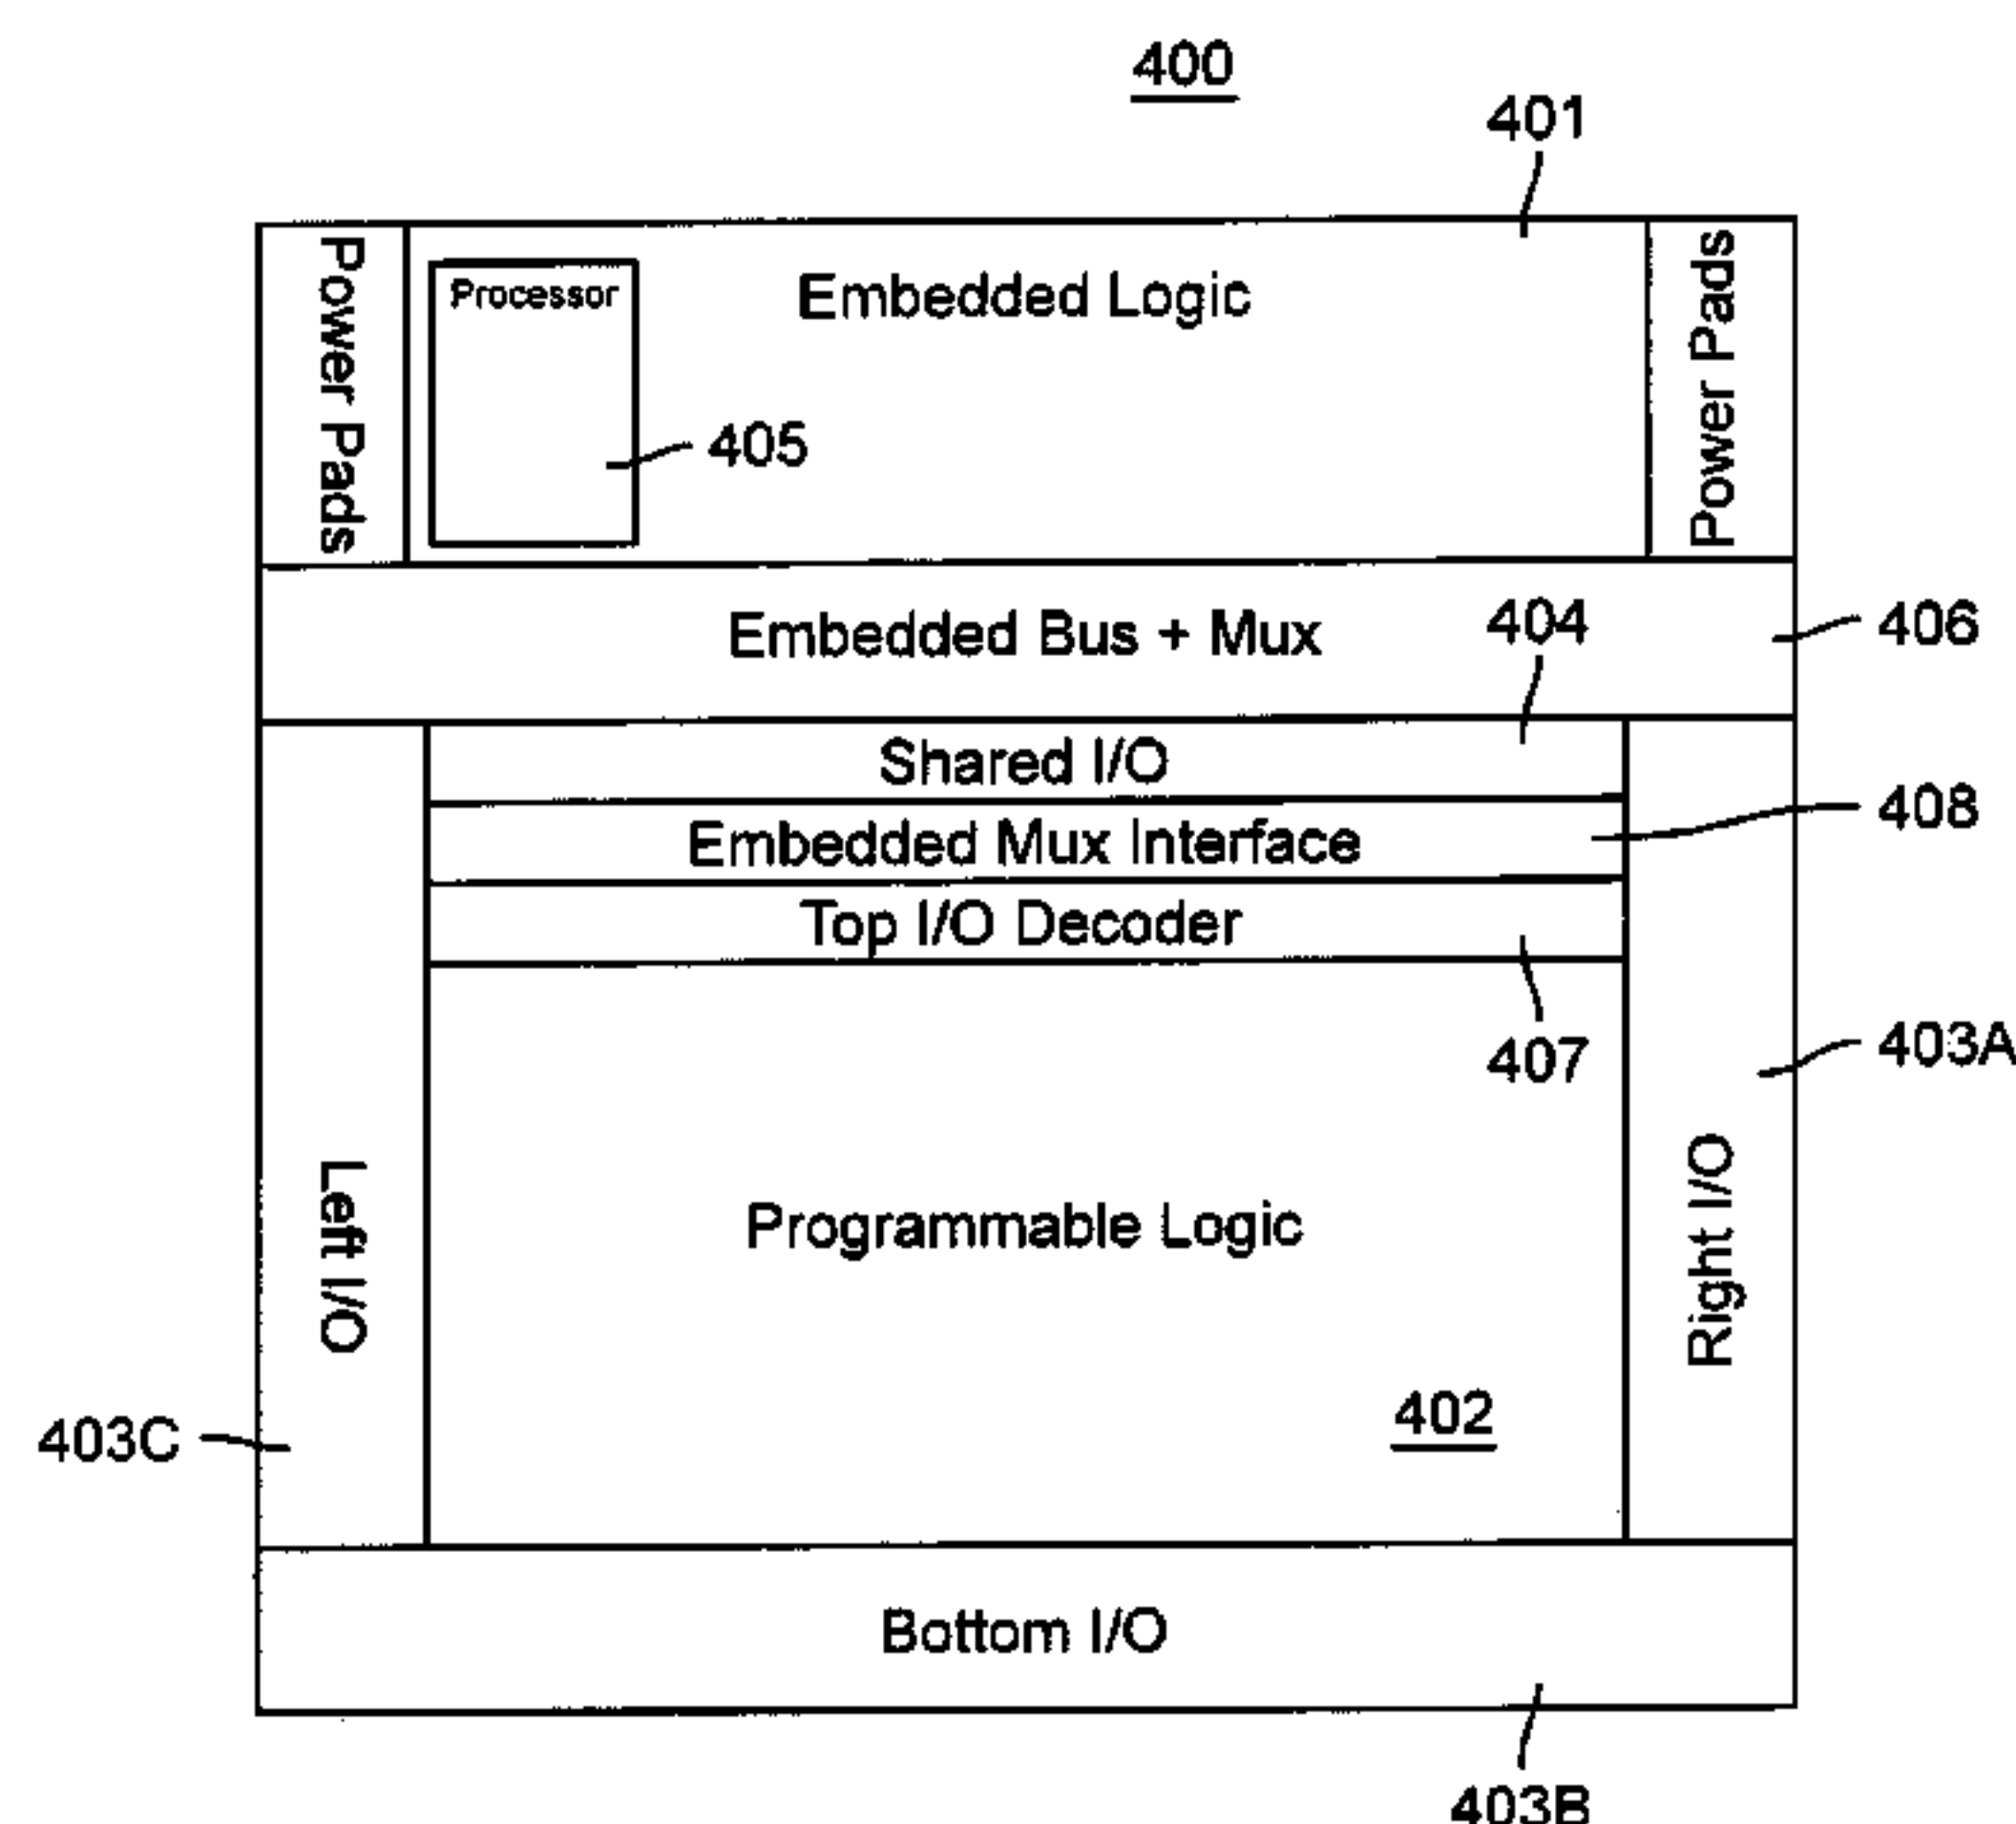 400
401
Power Pads
Processor
Embedded Logic
Power Pads
405
Embedded Bus + Mux
404
406
Shared I/O
408
Embedded Mux Interface
Top I/O Decoder
407
403A
Left I/O
Programmable Logic
Right I/O
402
403C
Bottom I/O
403B